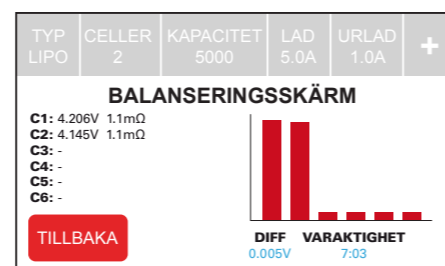 TYP CELLER KAPACITET LAD URLAD +
LIPO 2 5000 5.0A 1.0A
BALANSERINGSSKÄRM
C1: 4.206V 1.1mΩ
C2: 4.145V 1.1mΩ
C3: -
C4: -
C5: -
C6: -
TILLBAKA
DIFF VARAKTIGHET
0.005V 7:03